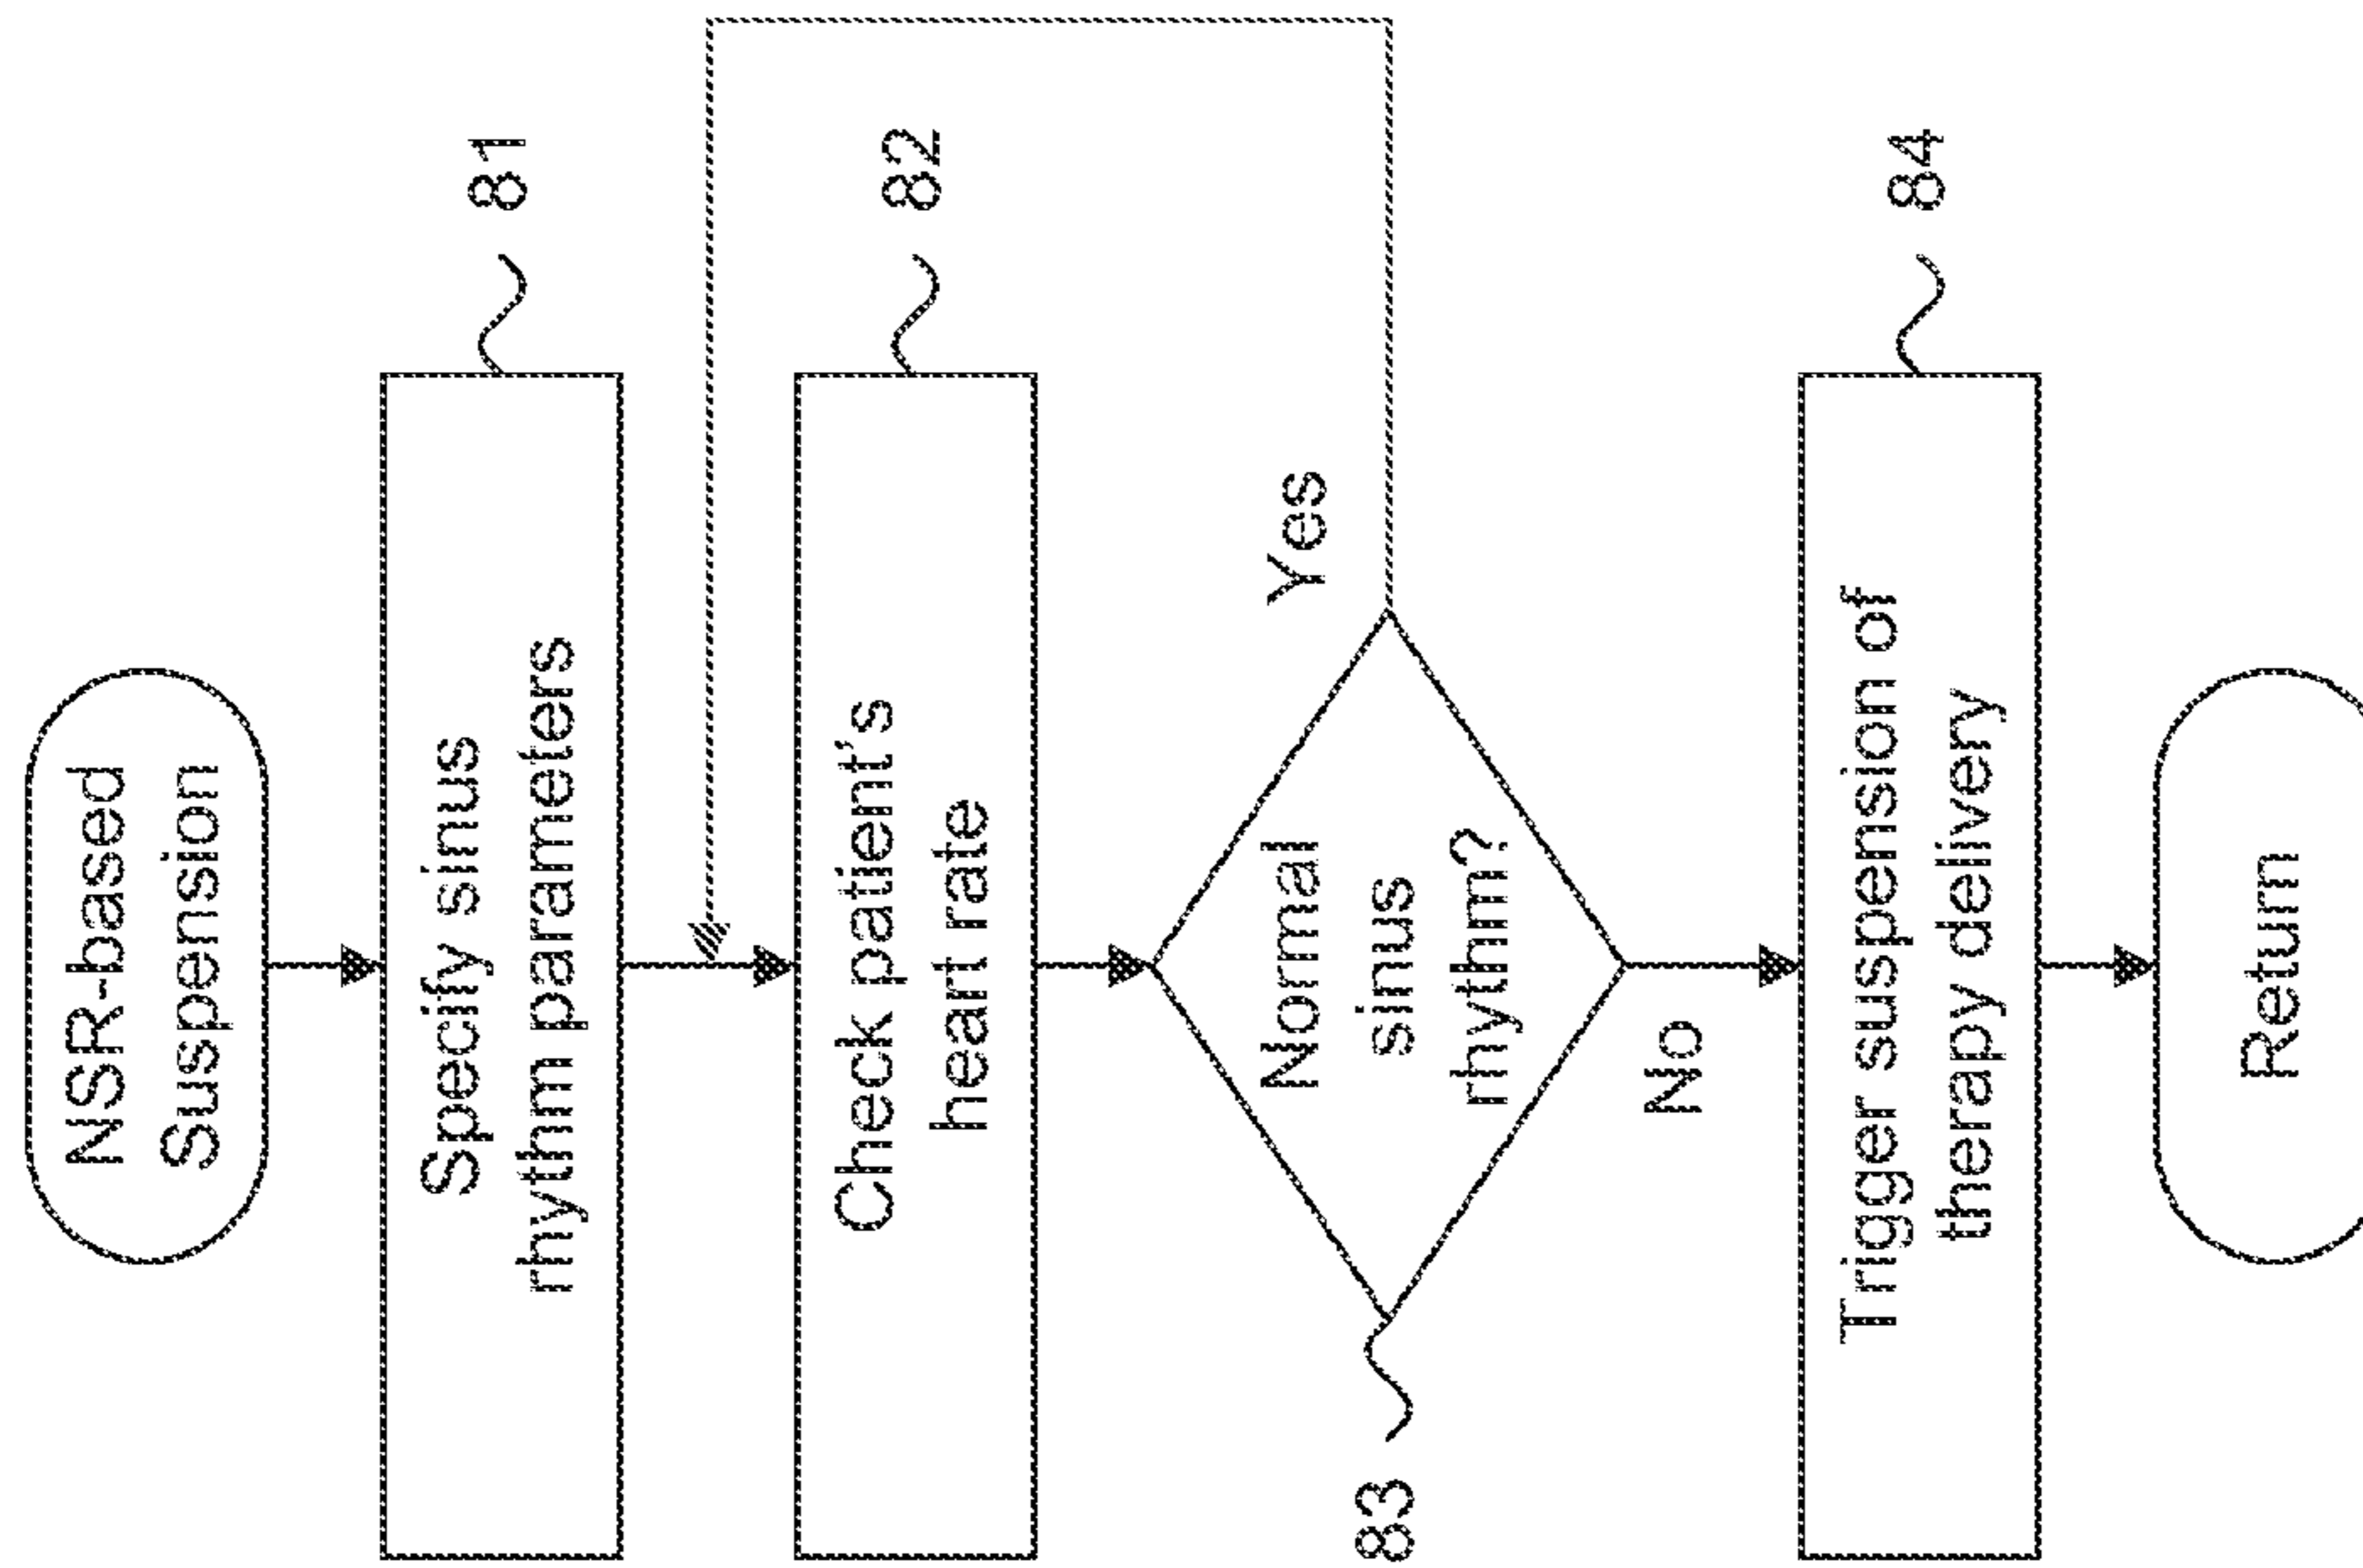 NSR-based
Suspension
Specify sinus
rhythm parameters
81
Check patient's
heart rate
82
Normal
sinus
rhythm?
83
Yes
No
Trigger suspension of
therapy delivery
84
Return